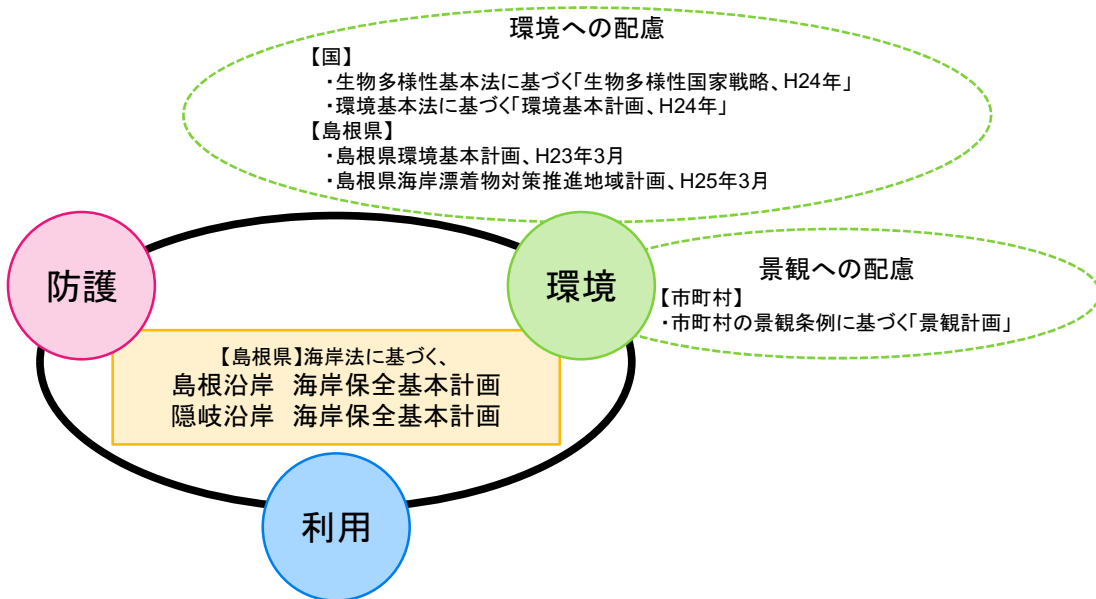 環境への配慮
【国】
・生物多様性基本法に基づく「生物多様性国家戦略、H24年」
・環境基本法に基づく「環境基本計画、H24年」
【島根県】
・島根県環境基本計画、H23年3月
・島根県海岸漂着物対策推進地域計画、H25年3月
防護
環境
景観への配慮
【市町村】
・市町村の景観条例に基づく「景観計画」
【島根県】海岸法に基づく、
島根沿岸　海岸保全基本計画
隠岐沿岸　海岸保全基本計画
利用